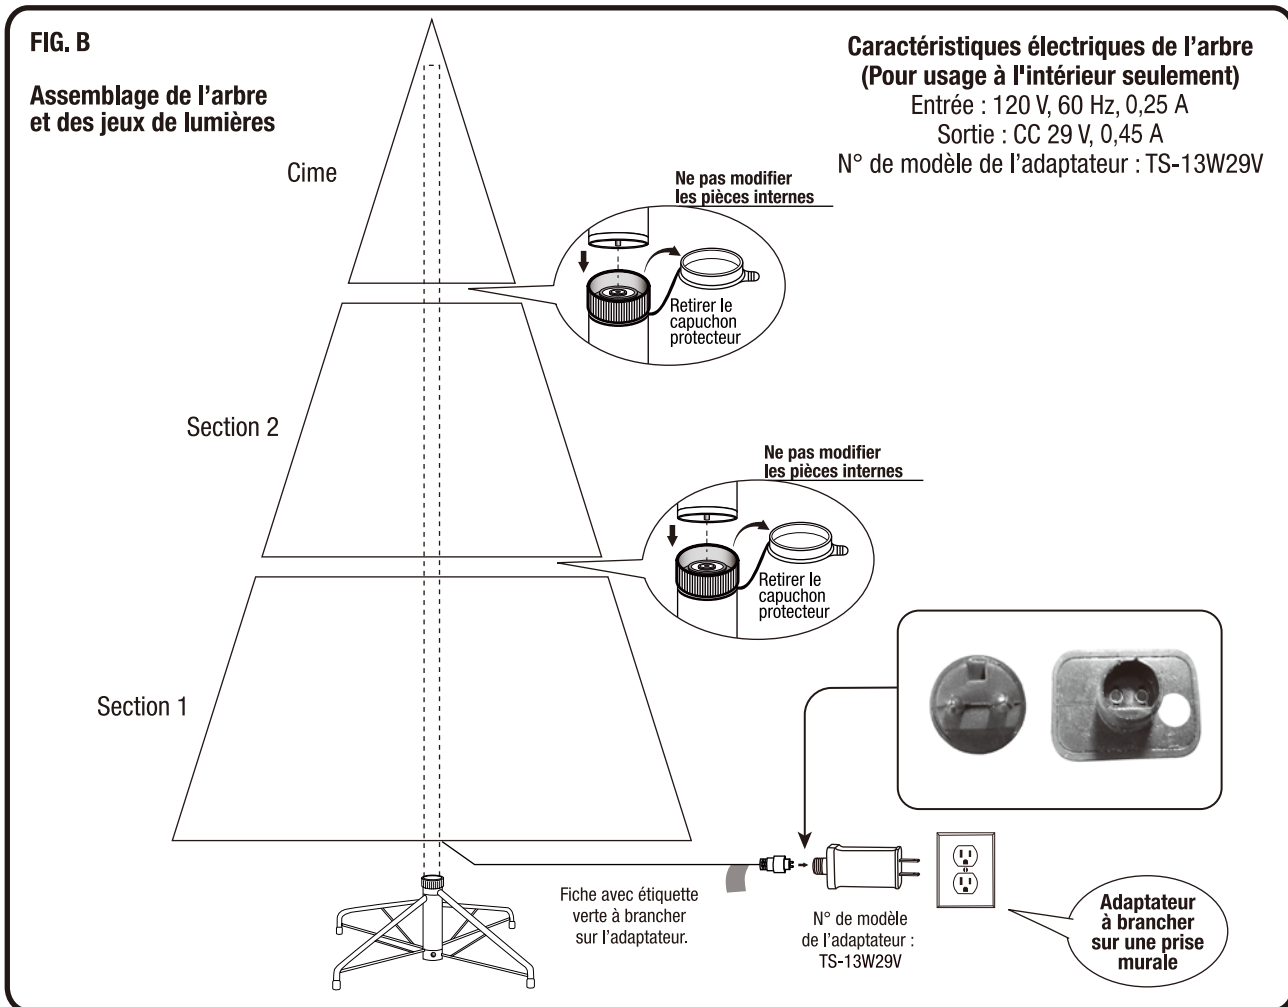 FIG. B
Assemblage de l'arbre
et des jeux de lumières
Caractéristiques électriques de l'arbre
(Pour usage à l'intérieur seulement)
Entrée : 120 V, 60 Hz, 0,25 A
Sortie : CC 29 V, 0,45 A
N° de modèle de l'adaptateur : TS-13W29V
Cime
Ne pas modifier
les pièces internes
Retirer le
capuchon
protecteur
Section 2
Ne pas modifier
les pièces internes
Retirer le
capuchon
protecteur
Section 1
Fiche avec étiquette
verte à brancher
sur l'adaptateur.
N° de modèle
de l'adaptateur :
TS-13W29V
Adaptateur
à brancher
sur une prise
murale